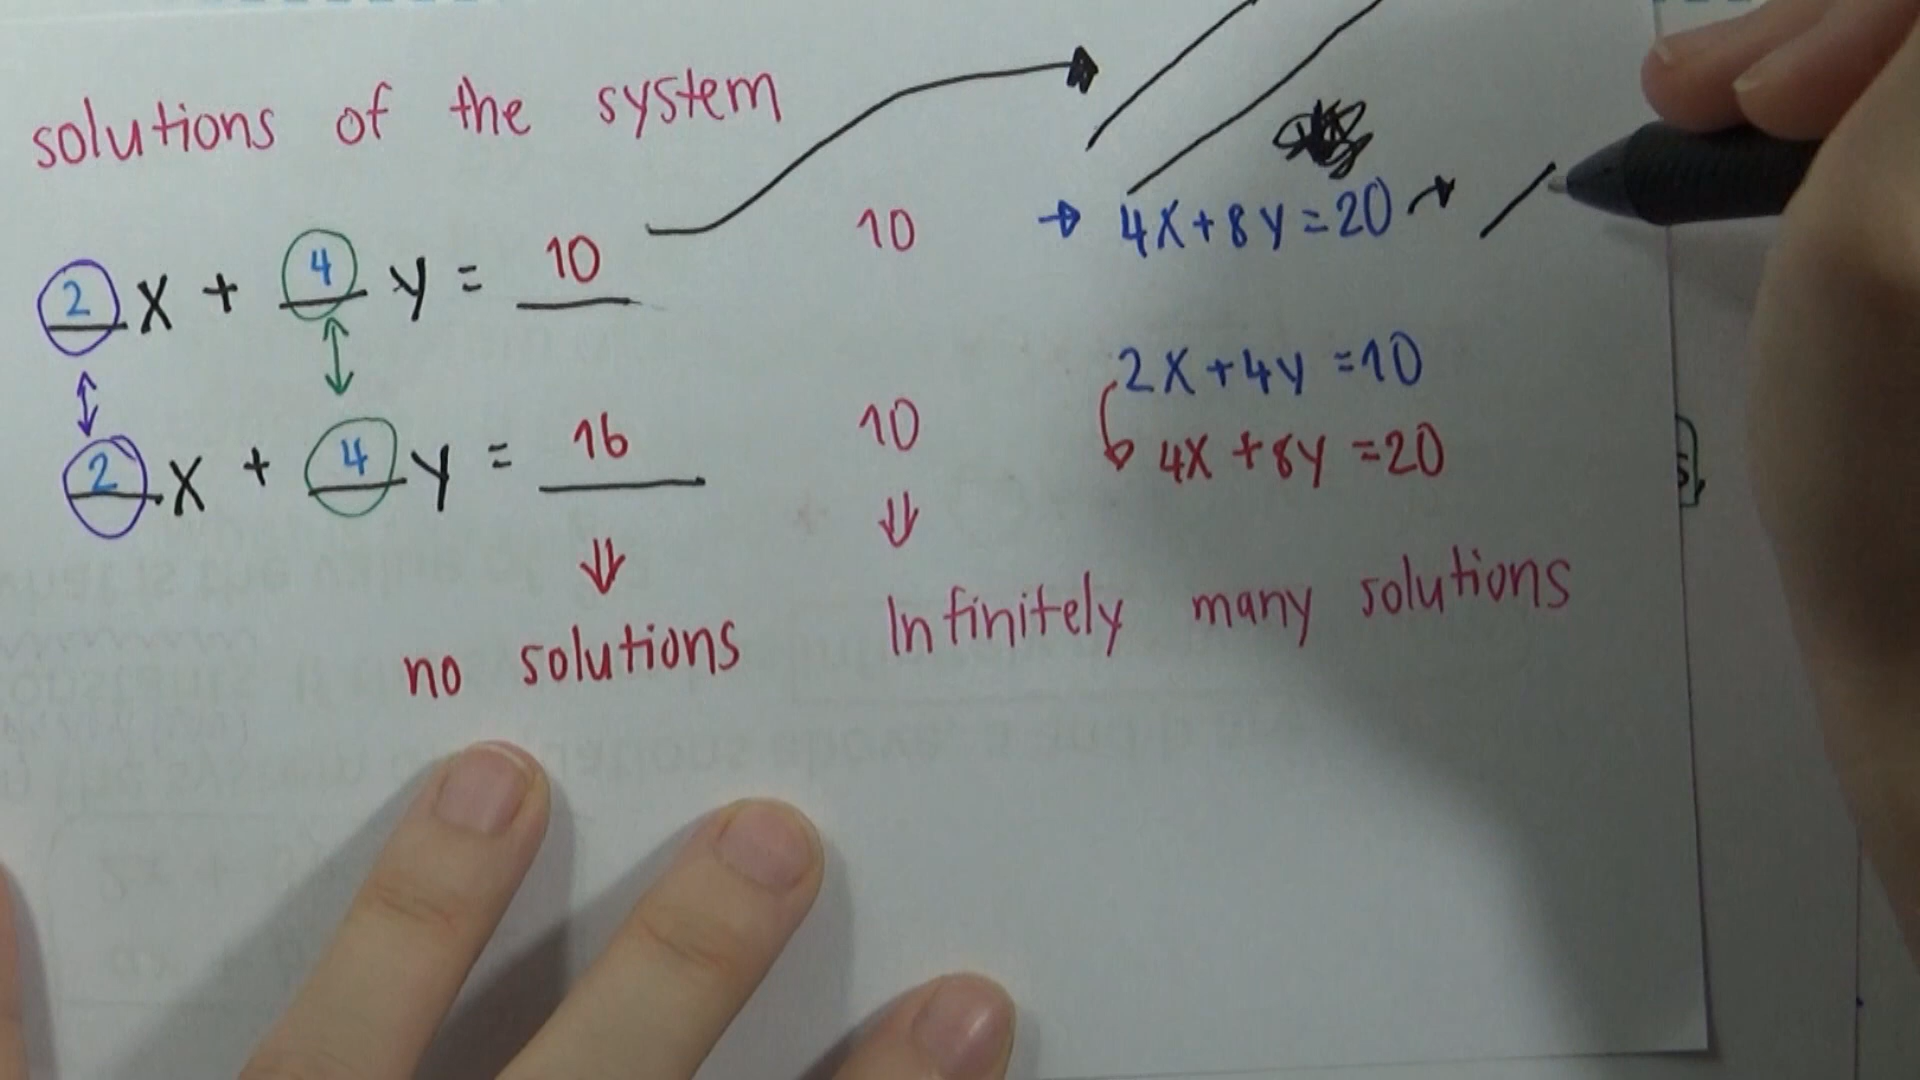 solutions of the system
2 x + 4 y = 10
10
→ 4x+8y=20
2 x + 4 y = 16
10
2x+4y=10
4x+8y=20
no solutions
Infinitely many solutions